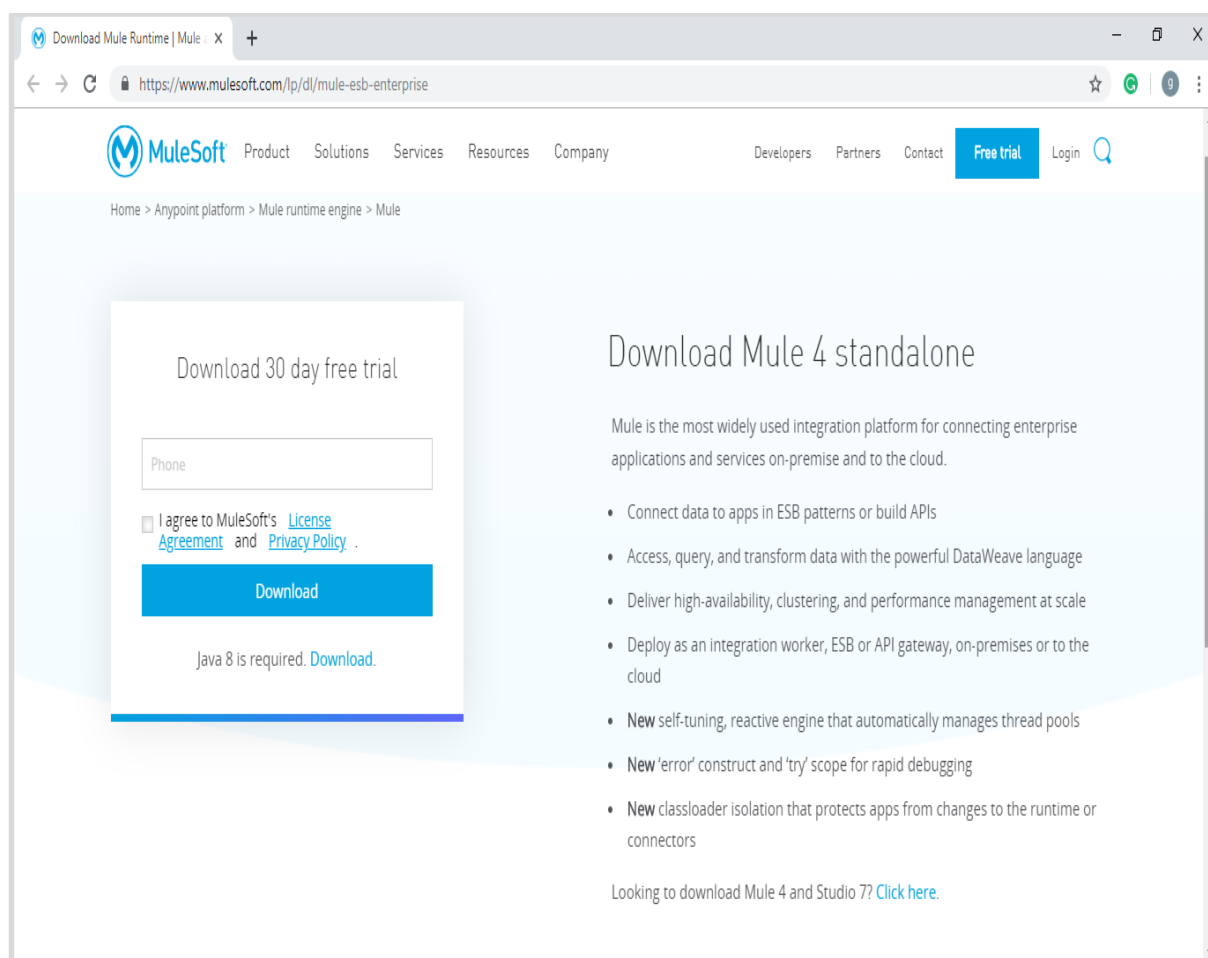 Download Mule Runtime | Mule
https://www.mulesoft.com/lp/dl/mule-esb-enterprise
g
MuleSoft Product Solutions Services Resources Company Developers Partners Contact Free trial Login
Home > Anypoint platform > Mule runtime engine > Mule
Download 30 day free trial
Phone
I agree to MuleSoft's License
Agreement and Privacy Policy .
Download
Java 8 is required. Download.
Download Mule 4 standalone
Mule is the most widely used integration platform for connecting enterprise
applications and services on-premise and to the cloud.
• Connect data to apps in ESB patterns or build APIs
• Access, query, and transform data with the powerful DataWeave language
• Deliver high-availability, clustering, and performance management at scale
• Deploy as an integration worker, ESB or API gateway, on-premises or to the
cloud
• New self-tuning, reactive engine that automatically manages thread pools
• New 'error' construct and 'try' scope for rapid debugging
• New classloader isolation that protects apps from changes to the runtime or
connectors
Looking to download Mule 4 and Studio 7? Click here.